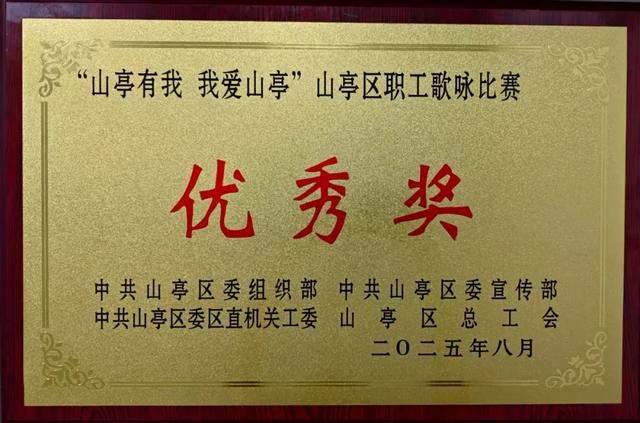 “山亭有我 我爱山亭”山亭区职工歌咏比赛
优秀奖
中共山亭区委组织部 中共山亭区委宣传部
中共山亭区委区直机关工委 山亭区总工会
二〇二五年八月